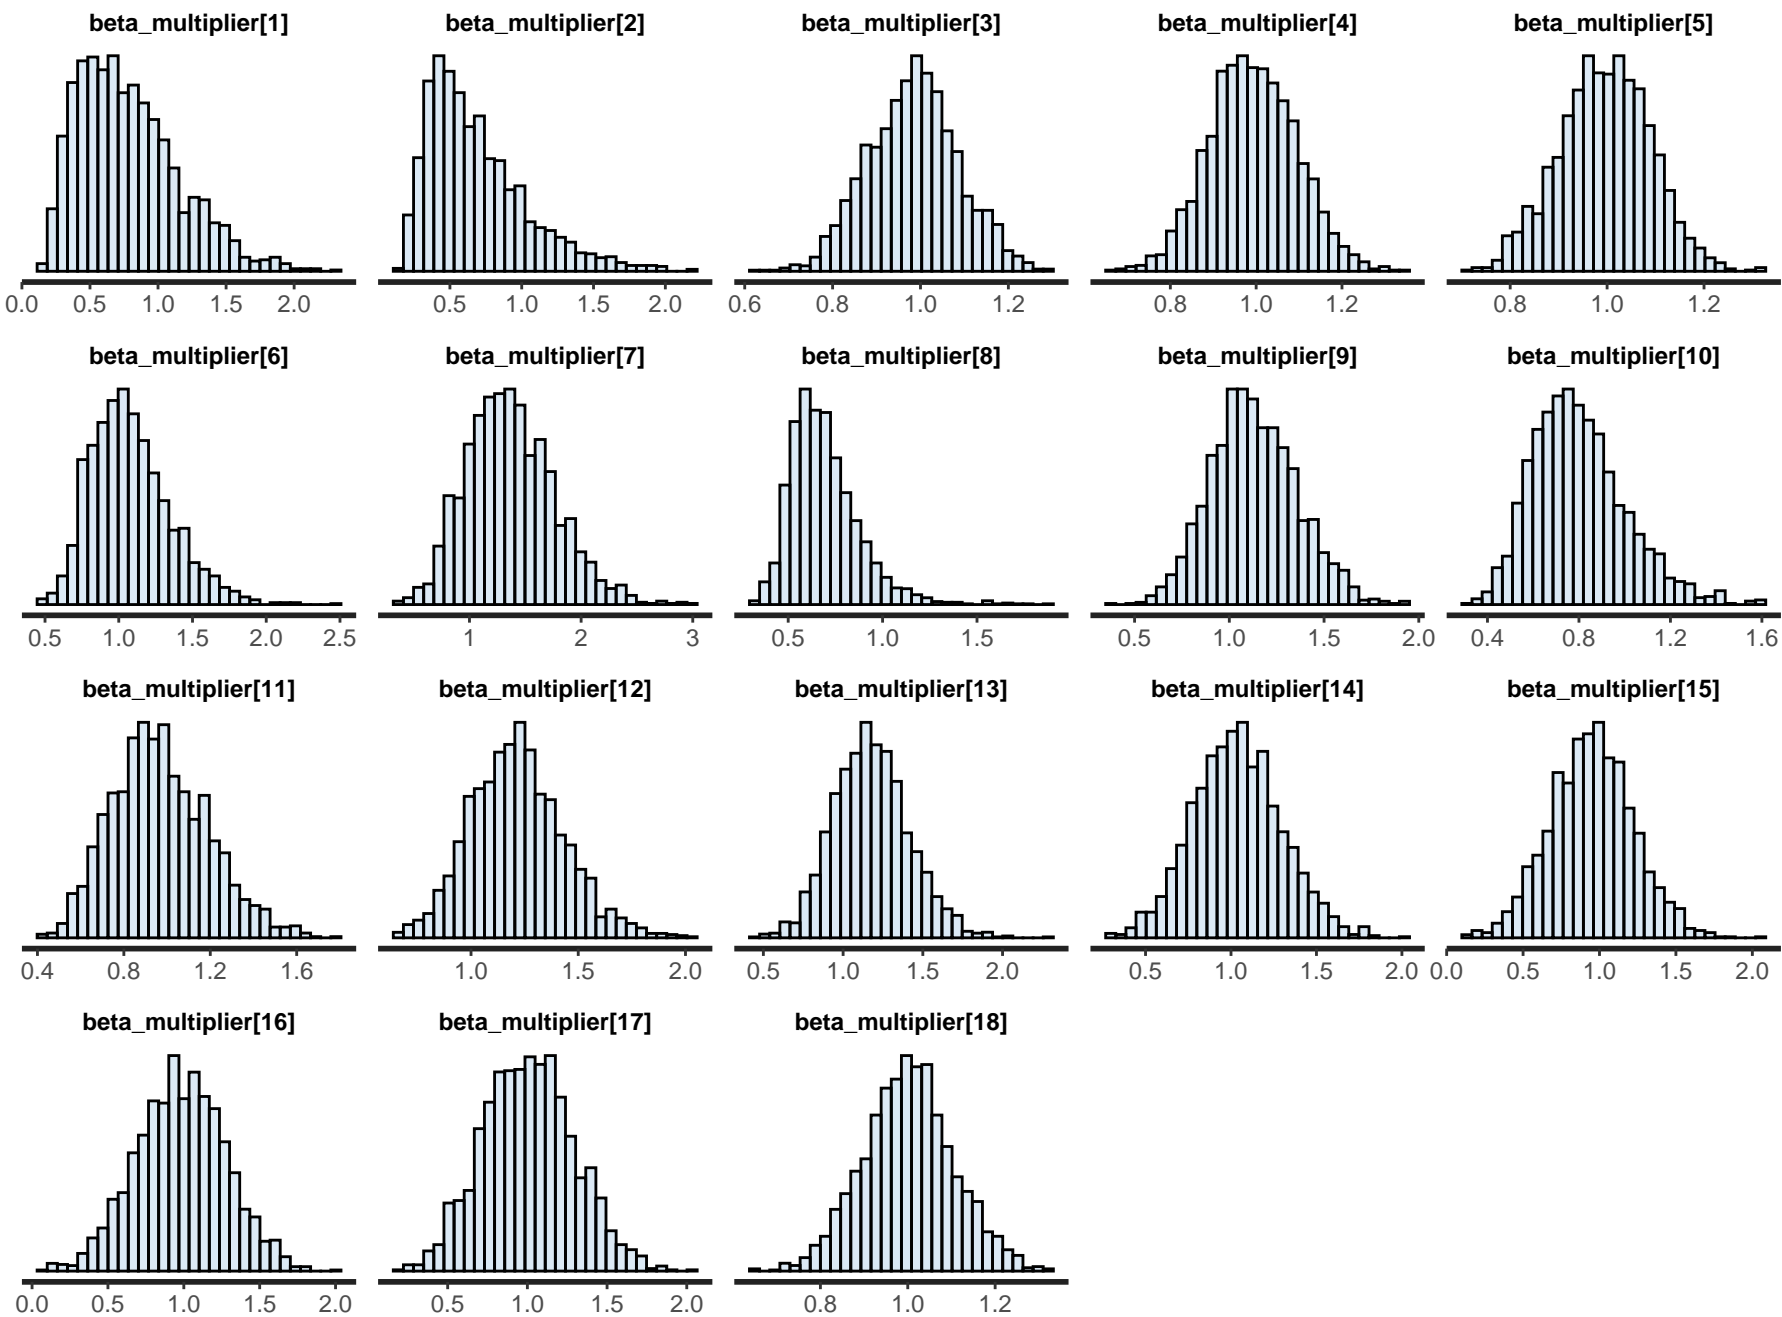 beta_multiplier[1] beta_multiplier[2] beta_multiplier[3] beta_multiplier[4] beta_multiplier[5]
0.0 0.5 1.0 1.5 2.0 0.5 1.0 1.5 2.0 0.6 0.8 1.0 1.2 0.8 1.0 1.2 0.8 1.0 1.2
beta_multiplier[6] beta_multiplier[7] beta_multiplier[8] beta_multiplier[9] beta_multiplier[10]
0.5 1.0 1.5 2.0 2.5 1 2 3 0.5 1.0 1.5 0.5 1.0 1.5 2.0 0.4 0.8 1.2 1.6
beta_multiplier[11] beta_multiplier[12] beta_multiplier[13] beta_multiplier[14] beta_multiplier[15]
0.4 0.8 1.2 1.6 1.0 1.5 2.0 0.5 1.0 1.5 2.0 0.5 1.0 1.5 2.0 0.0 0.5 1.0 1.5 2.0
beta_multiplier[16] beta_multiplier[17] beta_multiplier[18]
0.0 0.5 1.0 1.5 2.0 0.5 1.0 1.5 2.0 0.8 1.0 1.2